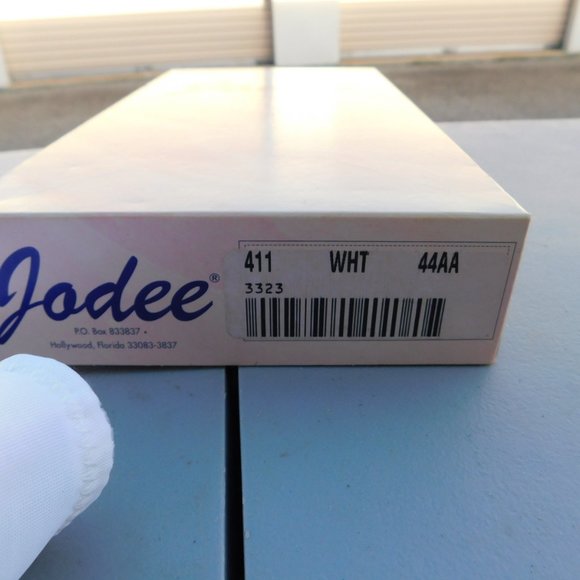 Jodee®
P.O. Box 833837 •
Hollywood, Florida 33083-3837
411 WHT 44AA
3323